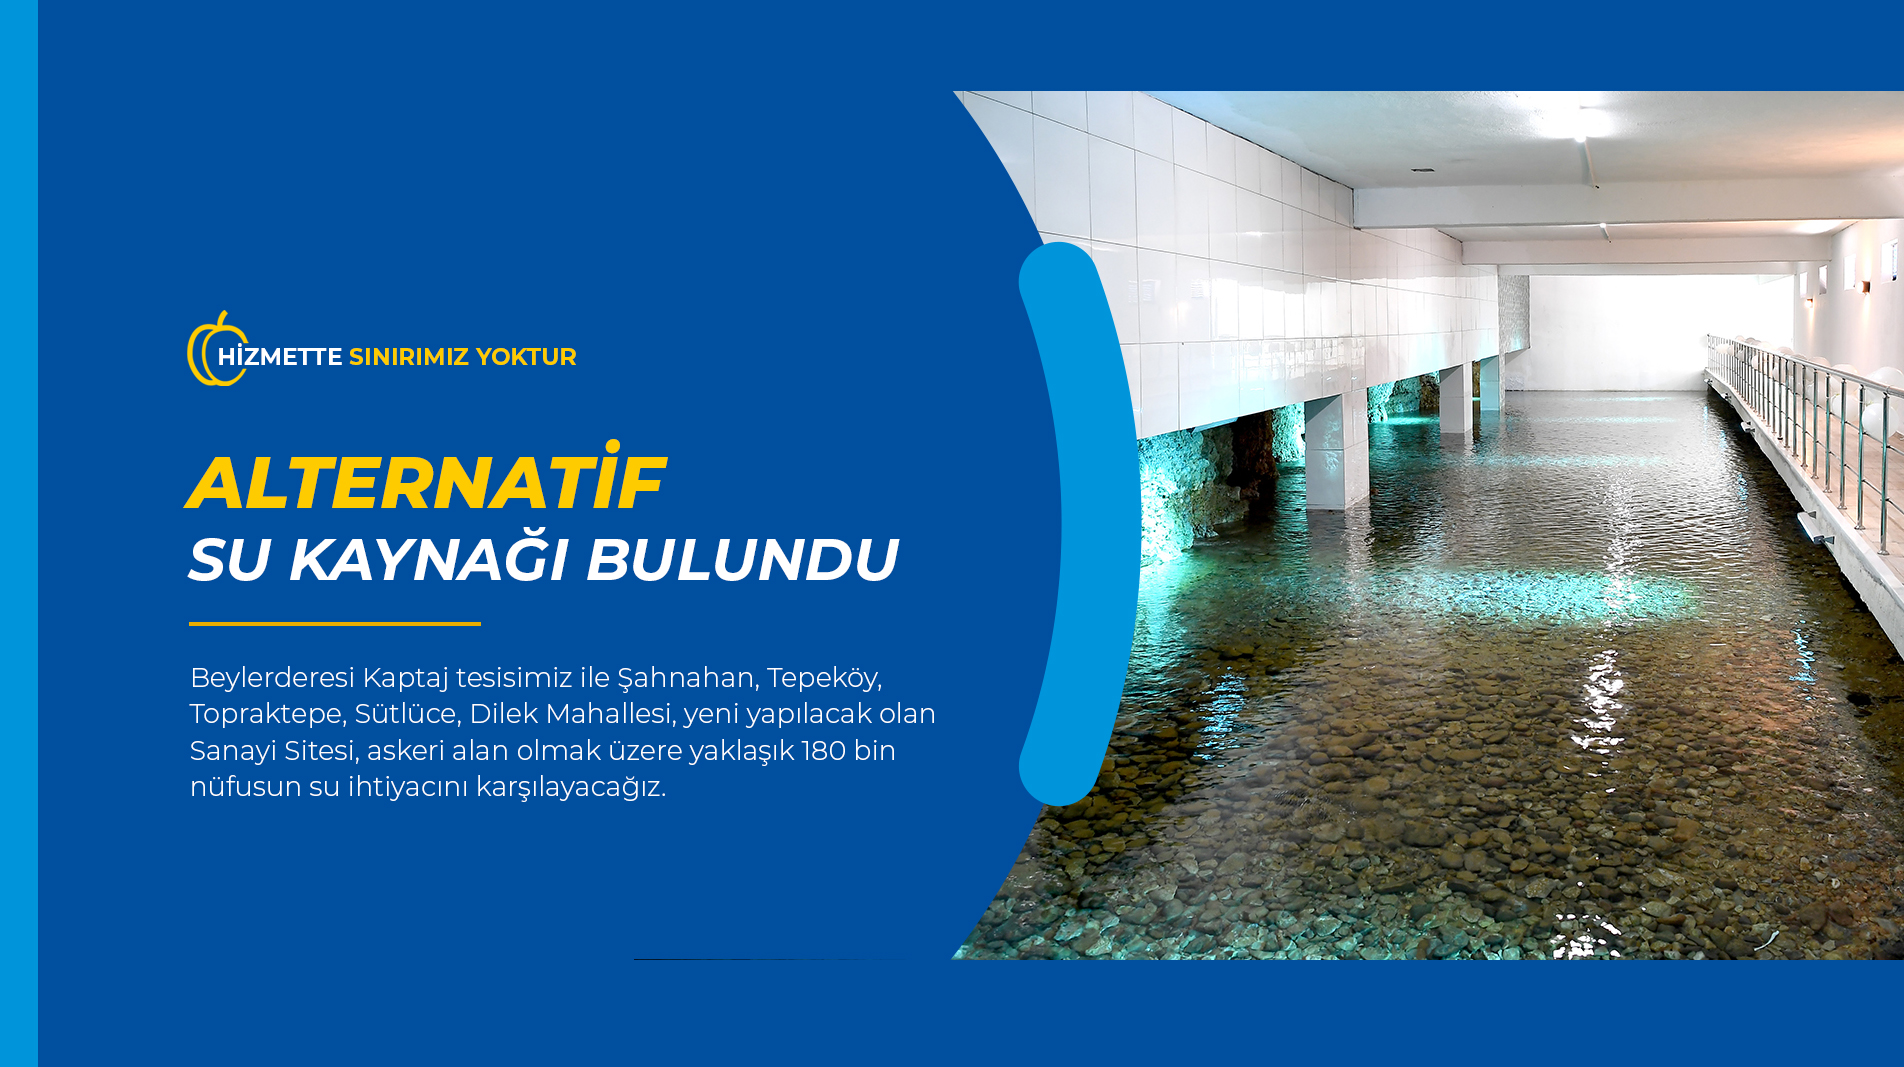 HİZMETTE SINIRIMIZ YOKTUR
ALTERNATİF
SU KAYNAĞI BULUNDU
Beylerderesi Kaptaj tesisimiz ile Şahnahan, Tepeköy,
Topraktepe, Sütlüce, Dilek Mahallesi, yeni yapılacak olan
Sanayi Sitesi, askeri alan olmak üzere yaklaşık 180 bin
nüfusun su ihtiyacını karşılayacağız.